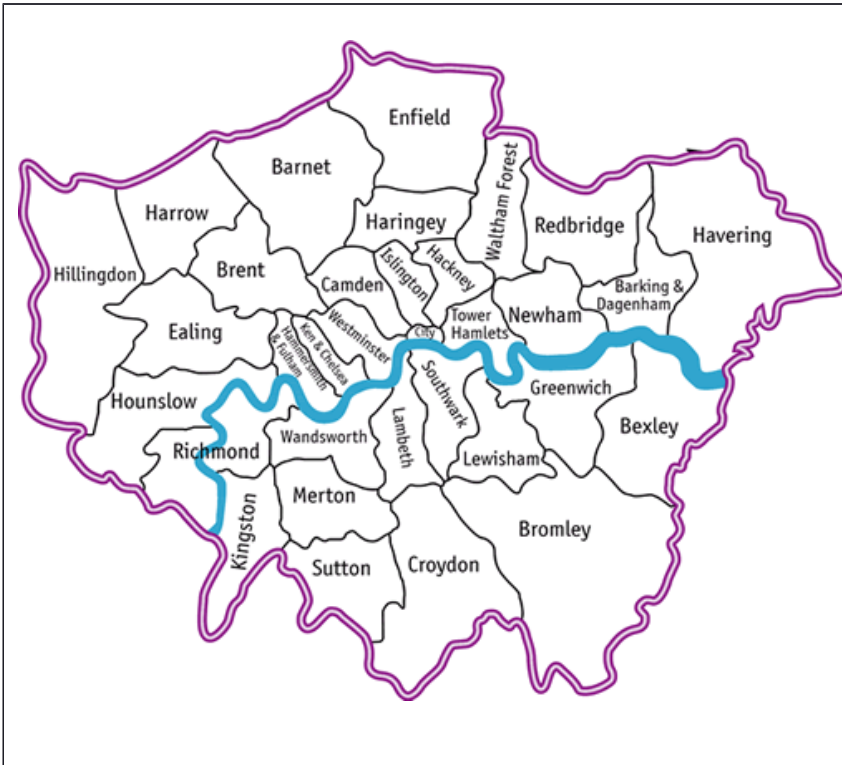 Enfield
Barnet
Waltham Forest
Harrow
Haringey
Redbridge
Havering
Hillingdon
Brent
Camden
Islington
Hackney
Barking &
Dagenham
Ealing
Westminster
City
Tower
Hamlets
Newham
Ken & Chelsea
Hammersmith
& Fulham
Hounslow
Greenwich
Southwark
Lambeth
Bexley
Richmond
Wandsworth
Lewisham
Merton
Kingston
Bromley
Sutton
Croydon